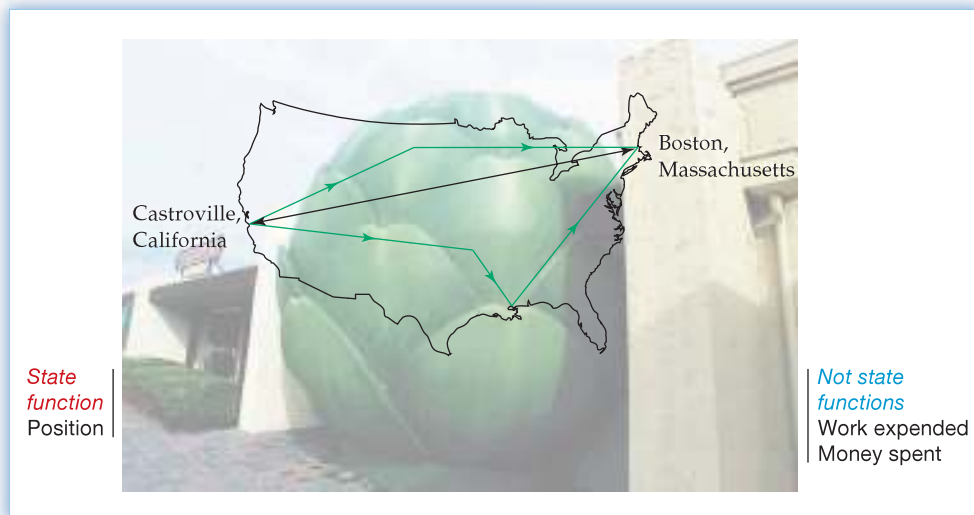 Boston,
Massachusetts
Castroville,
California
State
function
Position
Not state
functions
Work expended
Money spent